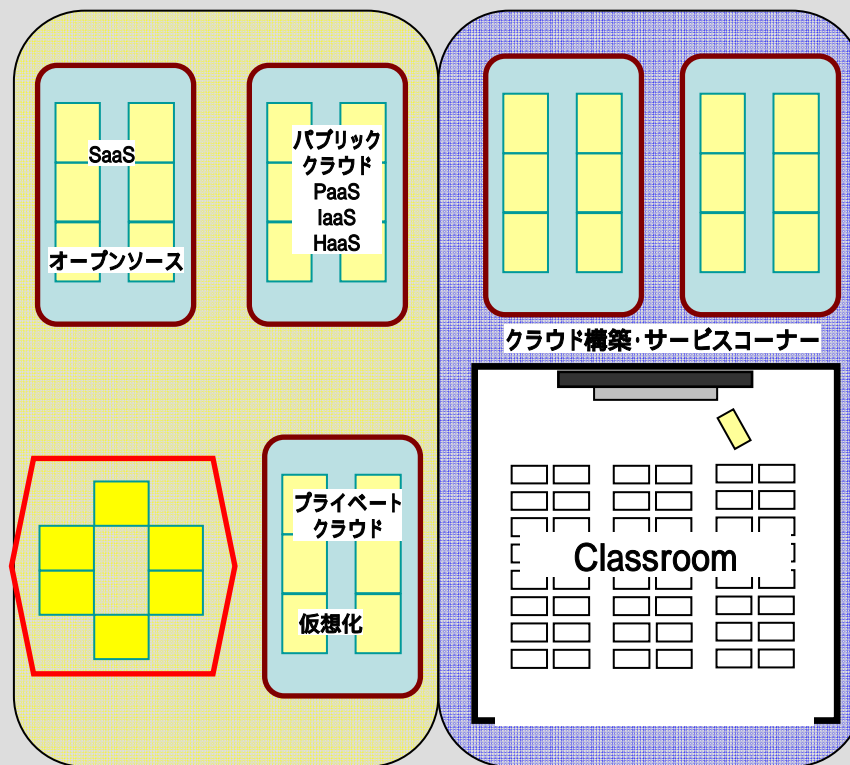 SaaS
オープンソース
パブリック
クラウド
PaaS
IaaS
HaaS
クラウド構築・サービスコーナー
プライベート
クラウド
仮想化
Classroom